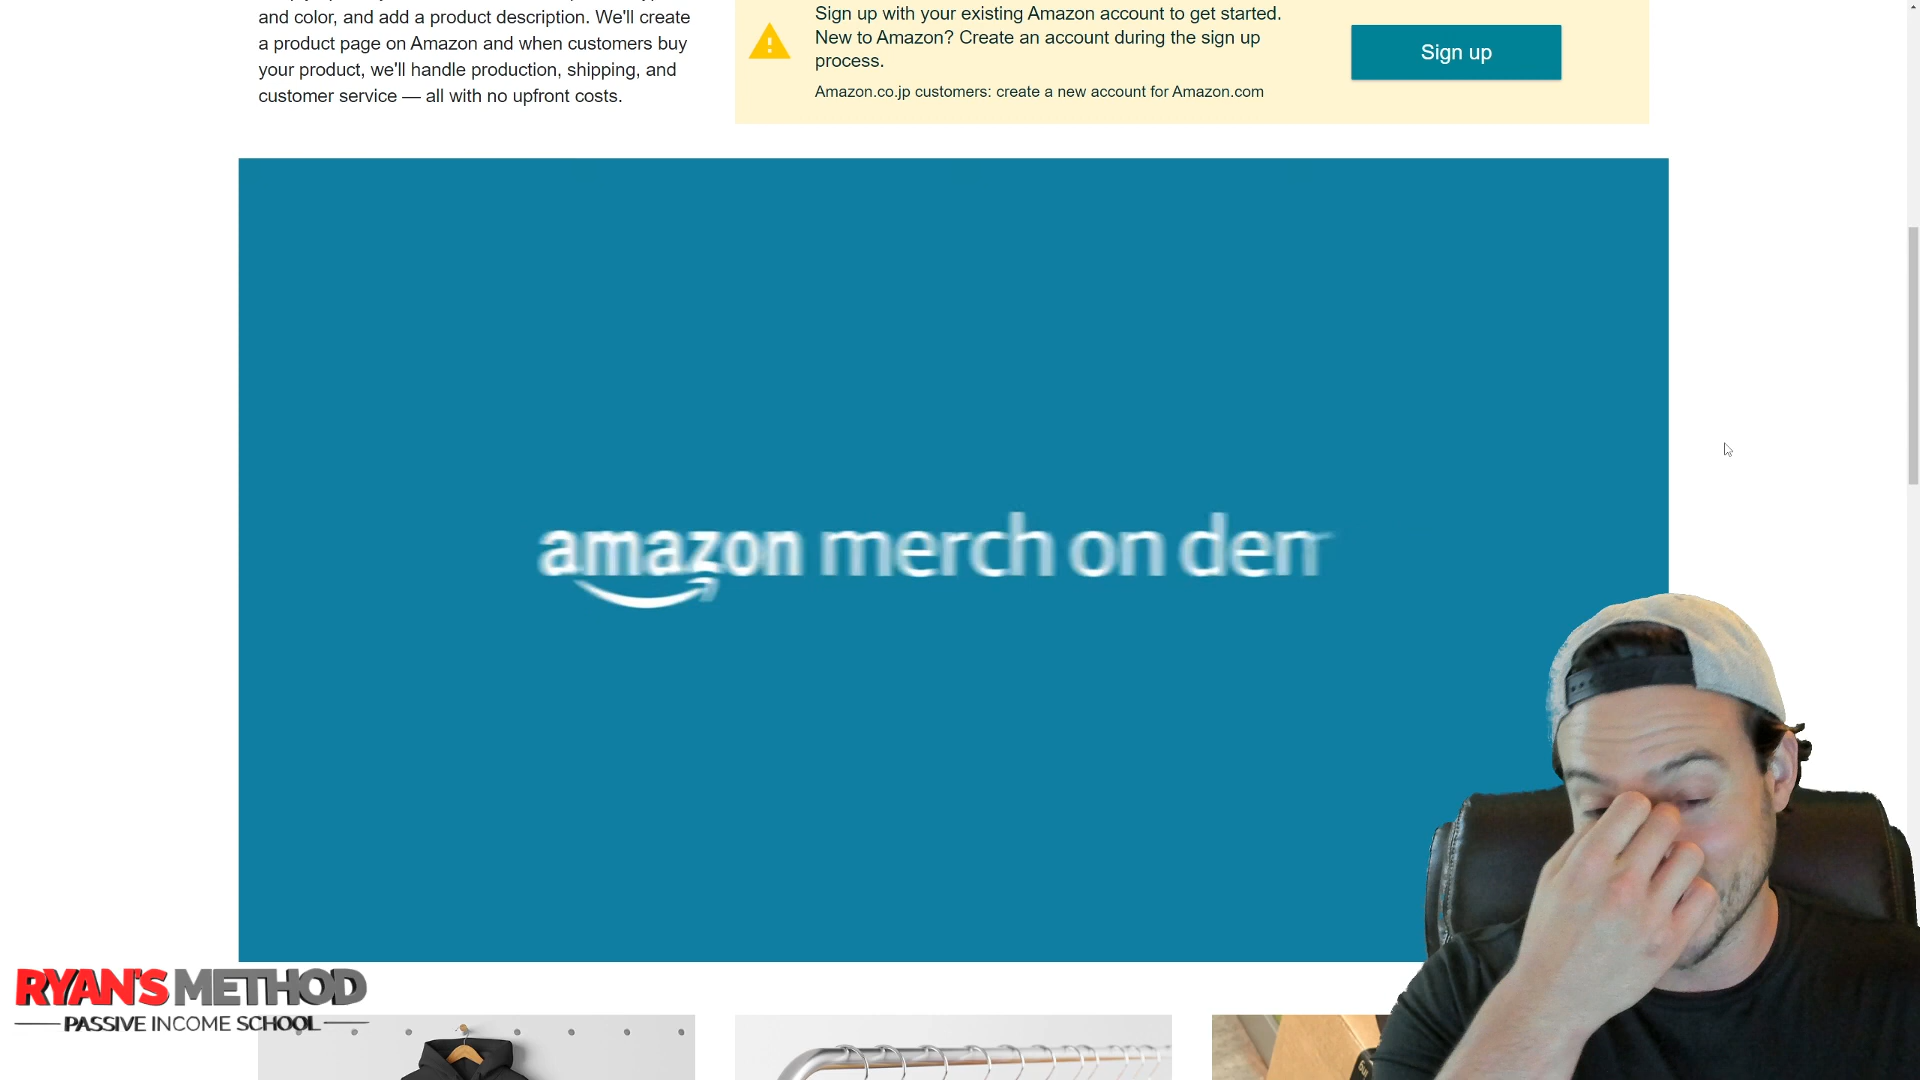 and color, and add a product description. We'll create
a product page on Amazon and when customers buy
your product, we'll handle production, shipping, and
customer service — all with no upfront costs.
Sign up with your existing Amazon account to get started.
New to Amazon? Create an account during the sign up
process.
Amazon.co.jp customers: create a new account for Amazon.com
Sign up
amazon merch on dem
RYAN'S METHOD
PASSIVE INCOME SCHOOL